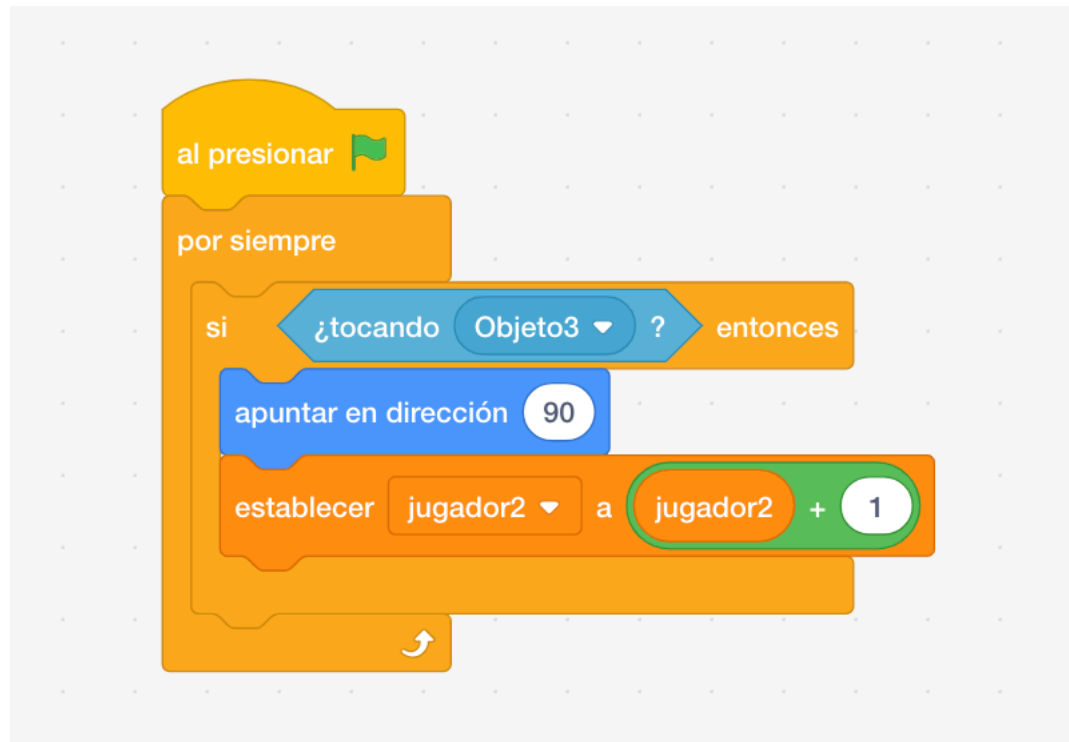 al presionar
por siempre
si ¿tocando Objeto3 ? entonces
apuntar en dirección 90
establecer jugador2 a jugador2 + 1